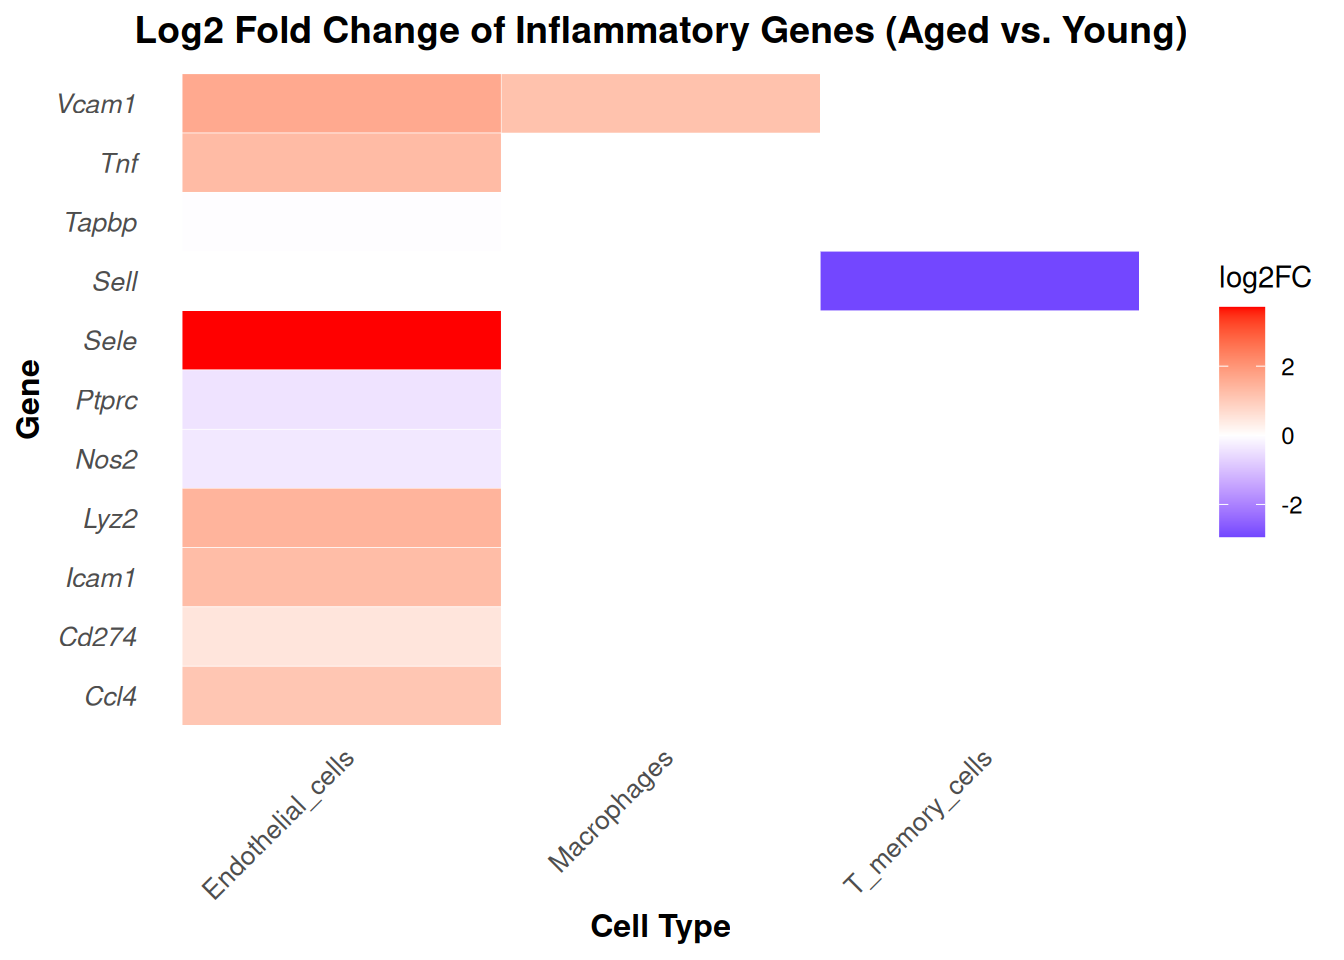 Log2 Fold Change of Inflammatory Genes (Aged vs. Young)
Vcam1
Tnf
Tapbp
Sell
Sele
Ptprc
Nos2
Lyz2
Icam1
Cd274
Ccl4
Gene
log2FC
2
0
-2
Endothelial_cells
Macrophages
T_memory_cells
Cell Type